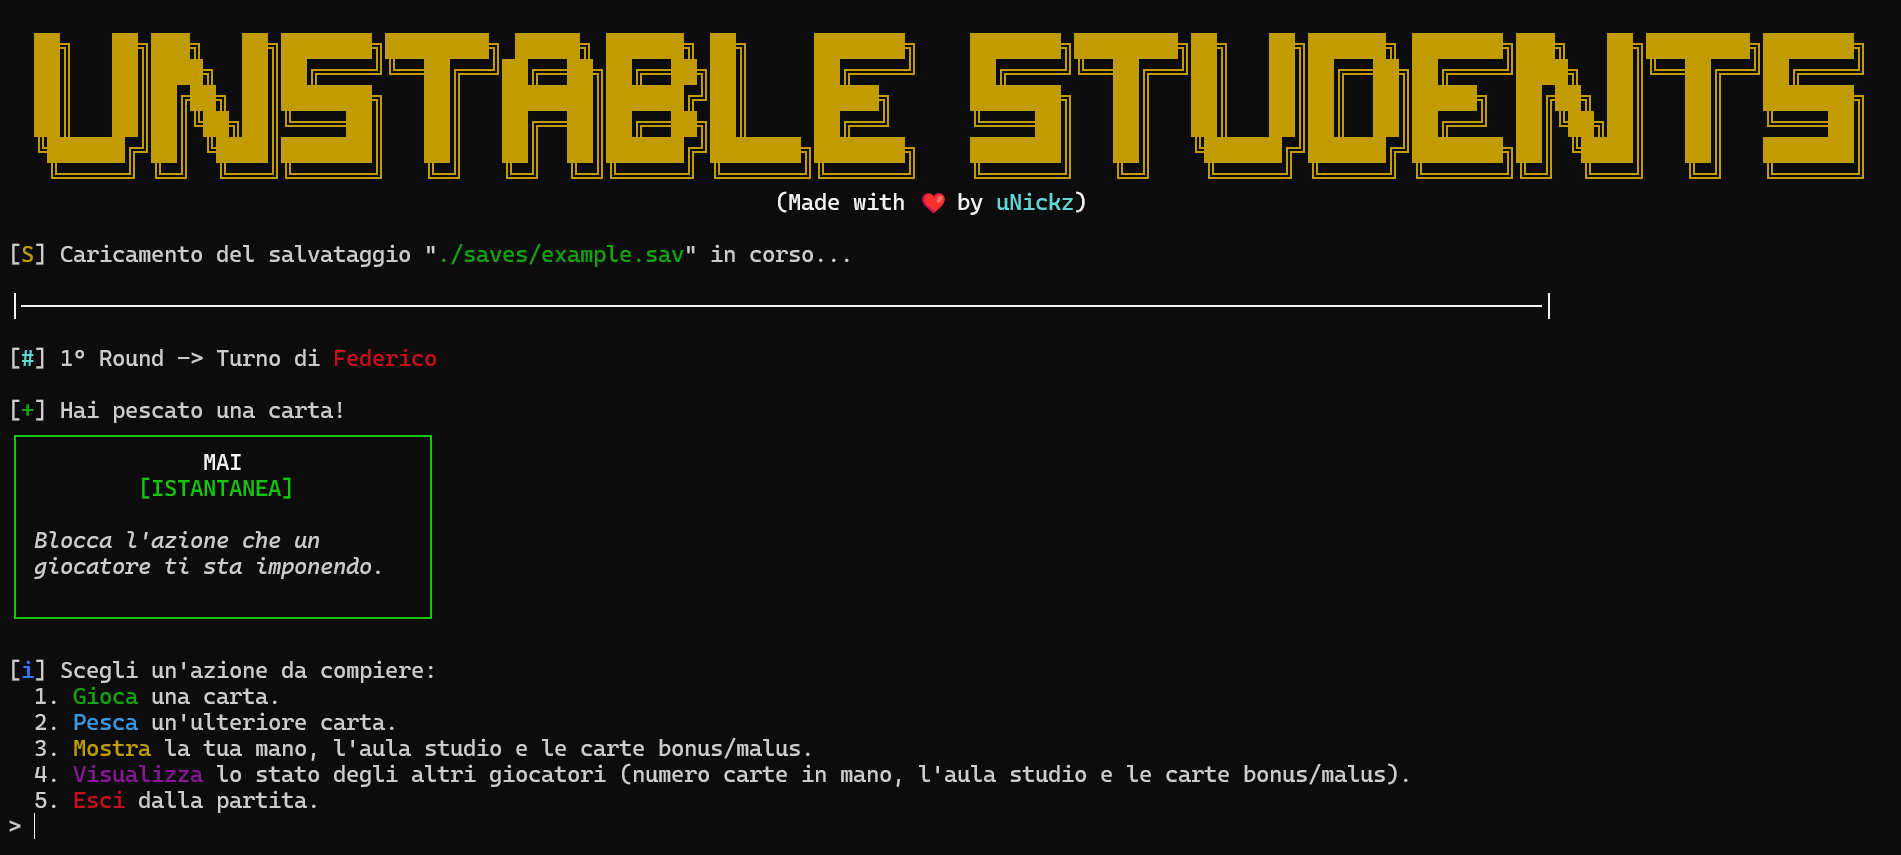 UNSTABLE STUDENTS
(Made with ❤ by uNickz)
[S] Caricamento del salvataggio "./saves/example.sav" in corso...
[#] 1º Round -> Turno di Federico
[+] Hai pescato una carta!
MAI
[ISTANTANEA]
Blocca l'azione che un
giocatore ti sta imponendo.
[i] Scegli un'azione da compiere:
1. Gioca una carta.
2. Pesca un'ulteriore carta.
3. Mostra la tua mano, l'aula studio e le carte bonus/malus.
4. Visualizza lo stato degli altri giocatori (numero carte in mano, l'aula studio e le carte bonus/malus).
5. Esci dalla partita.
>